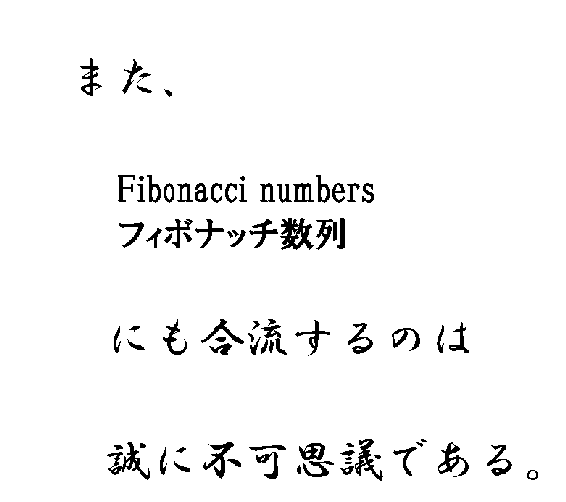 また、
Fibonacci numbers
フィボナッチ数列
にも合流するのは
誠に不可思議である。